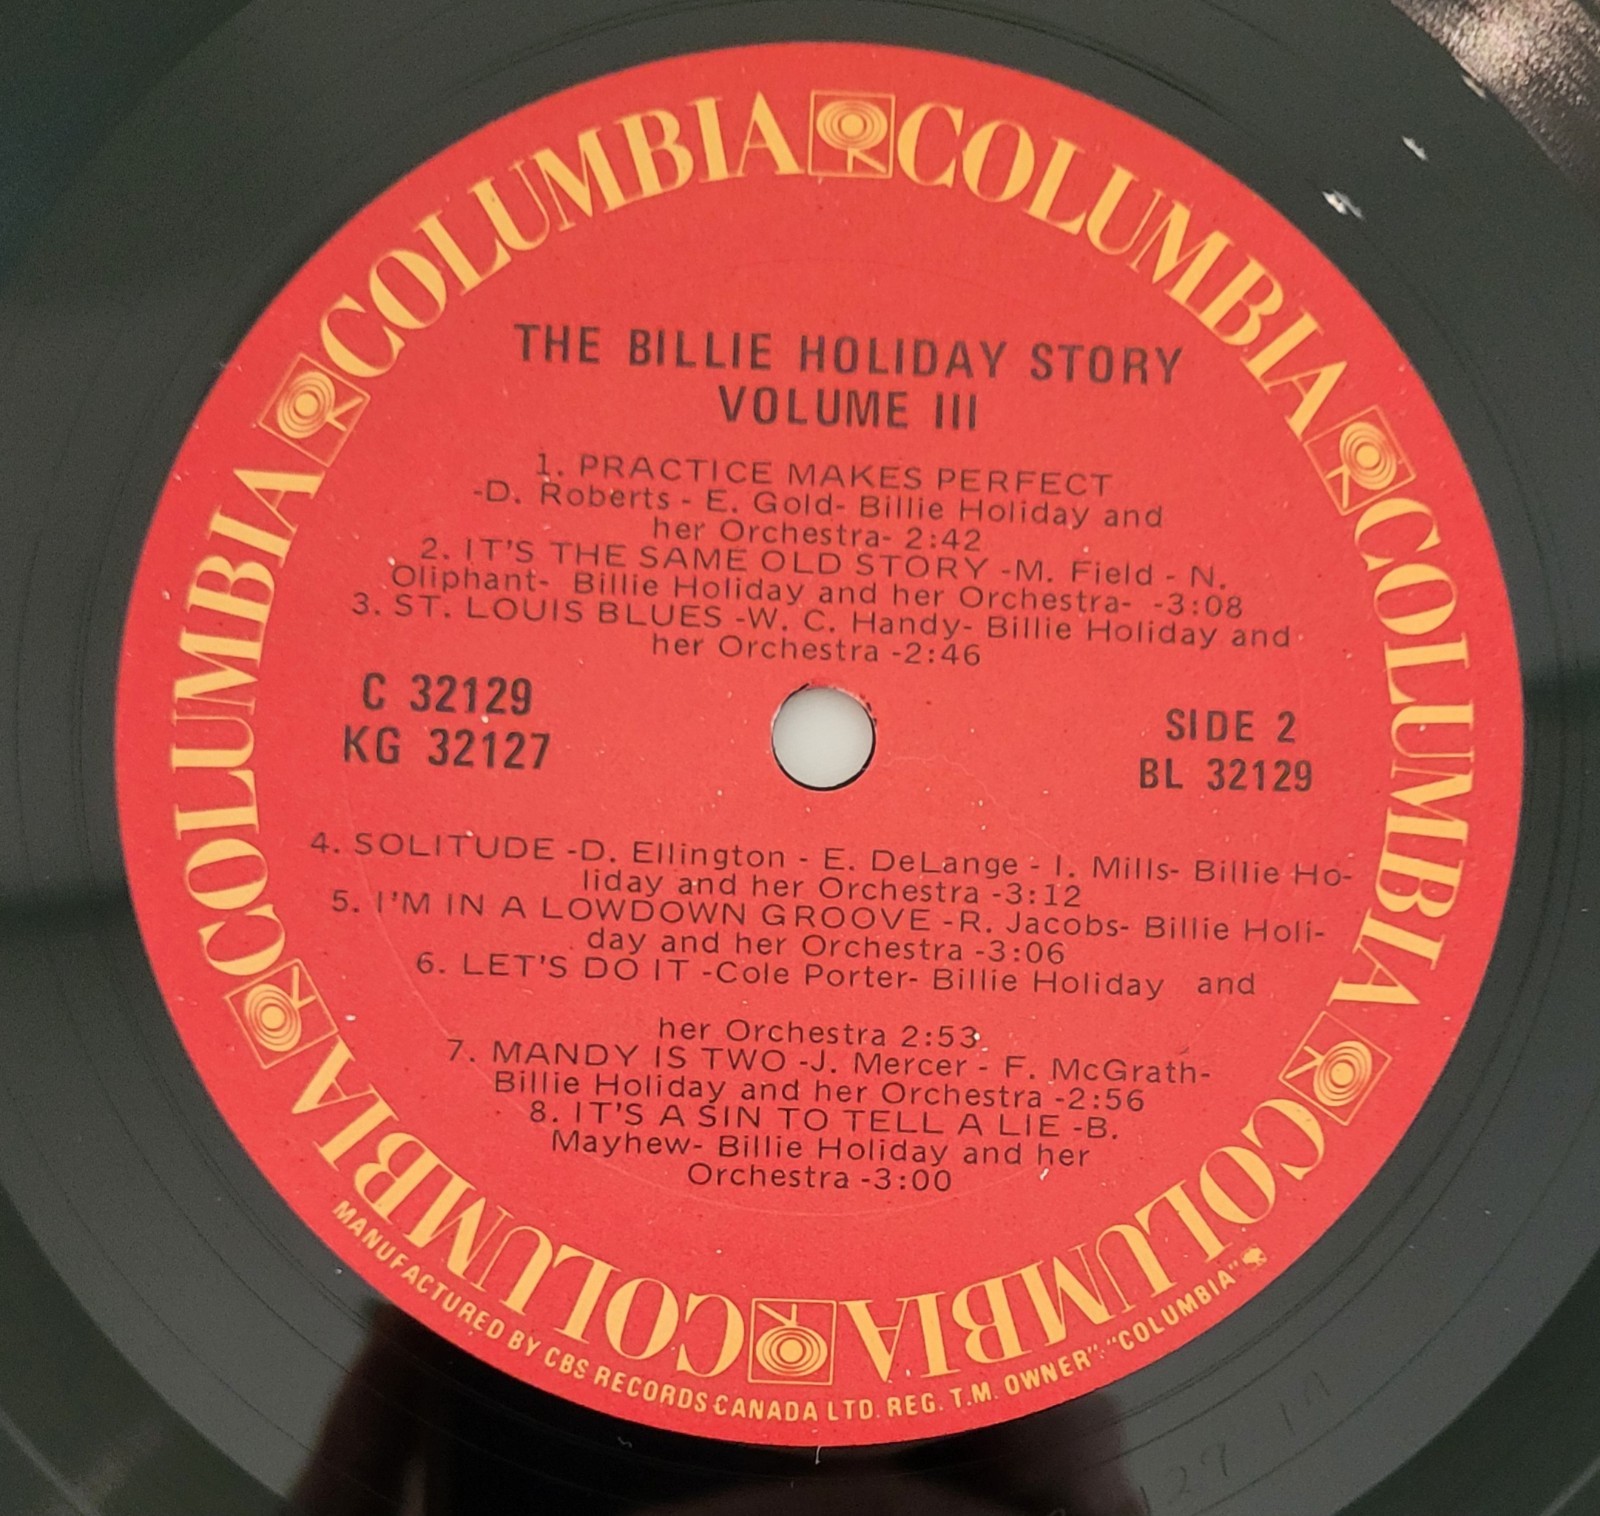 COLUMBIA COLUMBIA COLUMBIA COLUMBIA COLUMBIA COLUMBIA
THE BILLIE HOLIDAY STORY
VOLUME III
1. PRACTICE MAKES PERFECT
-D. Roberts - E. Gold- Billie Holiday and
her Orchestra- 2:42
2. IT'S THE SAME OLD STORY -M. Field - N.
Oliphant- Billie Holiday and her Orchestra- -3:08
3. ST. LOUIS BLUES -W. C. Handy- Billie Holiday and
her Orchestra -2:46
C 32129
KG 32127
SIDE 2
BL 32129
4. SOLITUDE -D. Ellington - E. DeLange - I. Mills- Billie Ho-
liday and her Orchestra -3:12
5. I'M IN A LOWDOWN GROOVE -R. Jacobs- Billie Holi-
day and her Orchestra -3:06
6. LET'S DO IT -Cole Porter- Billie Holiday and
her Orchestra 2:53
7. MANDY IS TWO -J. Mercer - F. McGrath-
Billie Holiday and her Orchestra -2:56
8. IT'S A SIN TO TELL A LIE -B.
Mayhew- Billie Holiday and her
Orchestra -3:00
MANUFACTURED BY CBS RECORDS CANADA LTD. REG. T.M. OWNER". "COLUMBIA"